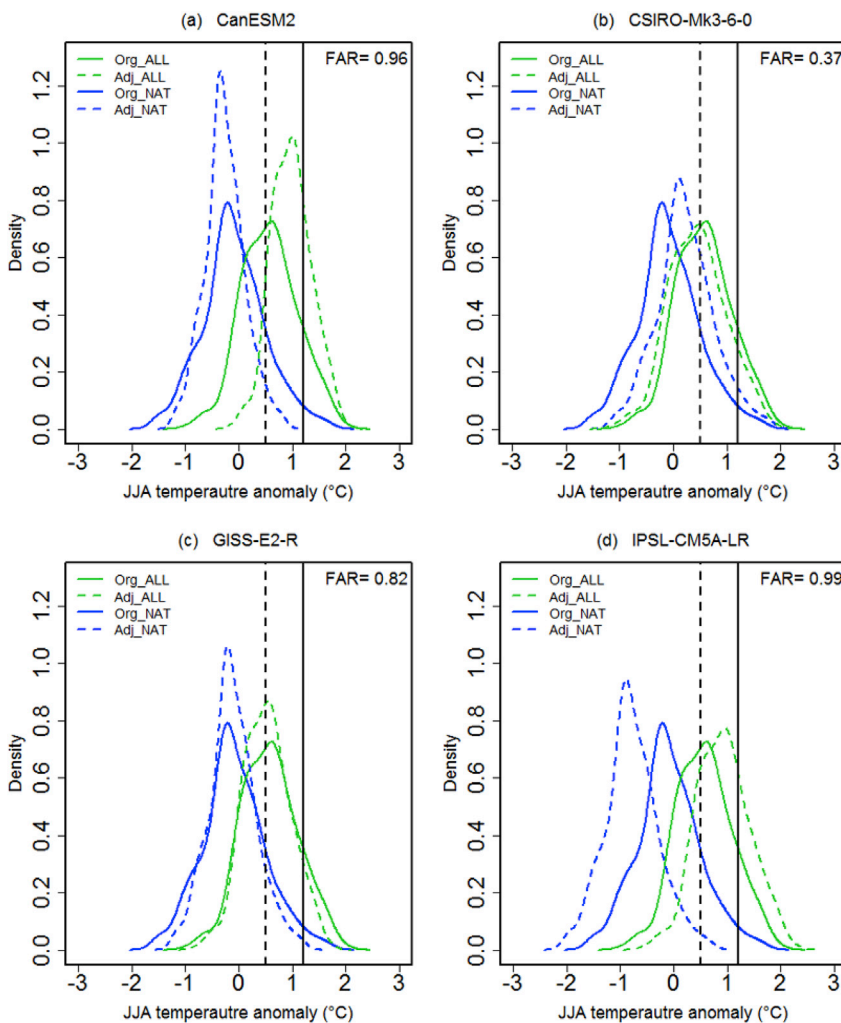 (a) CanESM2
FAR= 0.96
Org_ALL
Adj_ALL
Org_NAT
Adj_NAT
Density
0.0 0.2 0.4 0.6 0.8 1.0 1.2
-3 -2 -1 0 1 2 3
JJA temperautre anomaly (°C)
(b) CSIRO-Mk3-6-0
FAR= 0.37
Org_ALL
Adj_ALL
Org_NAT
Adj_NAT
Density
0.0 0.2 0.4 0.6 0.8 1.0 1.2
-3 -2 -1 0 1 2 3
JJA temperautre anomaly (°C)
(c) GISS-E2-R
FAR= 0.82
Org_ALL
Adj_ALL
Org_NAT
Adj_NAT
Density
0.0 0.2 0.4 0.6 0.8 1.0 1.2
-3 -2 -1 0 1 2 3
JJA temperautre anomaly (°C)
(d) IPSL-CM5A-LR
FAR= 0.99
Org_ALL
Adj_ALL
Org_NAT
Adj_NAT
Density
0.0 0.2 0.4 0.6 0.8 1.0 1.2
-3 -2 -1 0 1 2 3
JJA temperautre anomaly (°C)